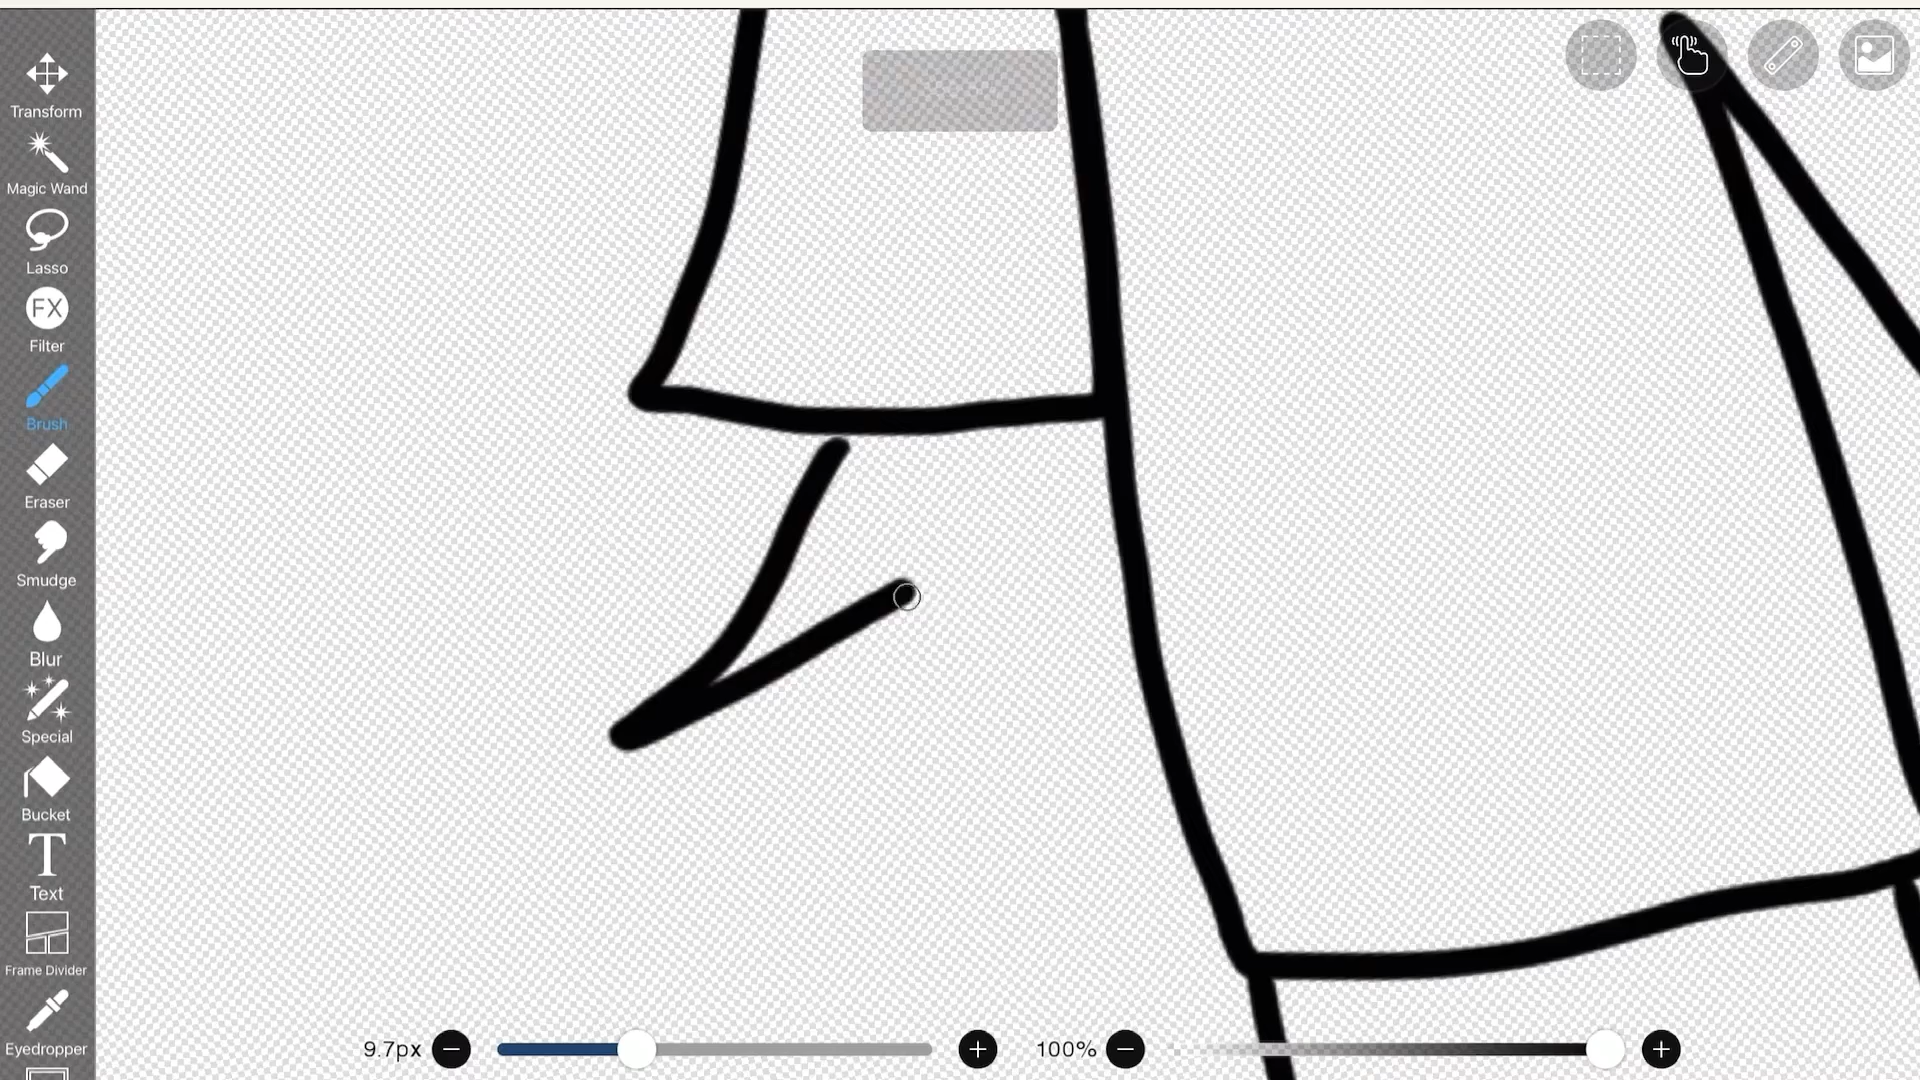 Transform
Magic Wand
Lasso
FX
Filter
Brush
Eraser
Smudge
Blur
Special
Bucket
T
Text
Frame Divider
Eyedropper
9.7px
100%